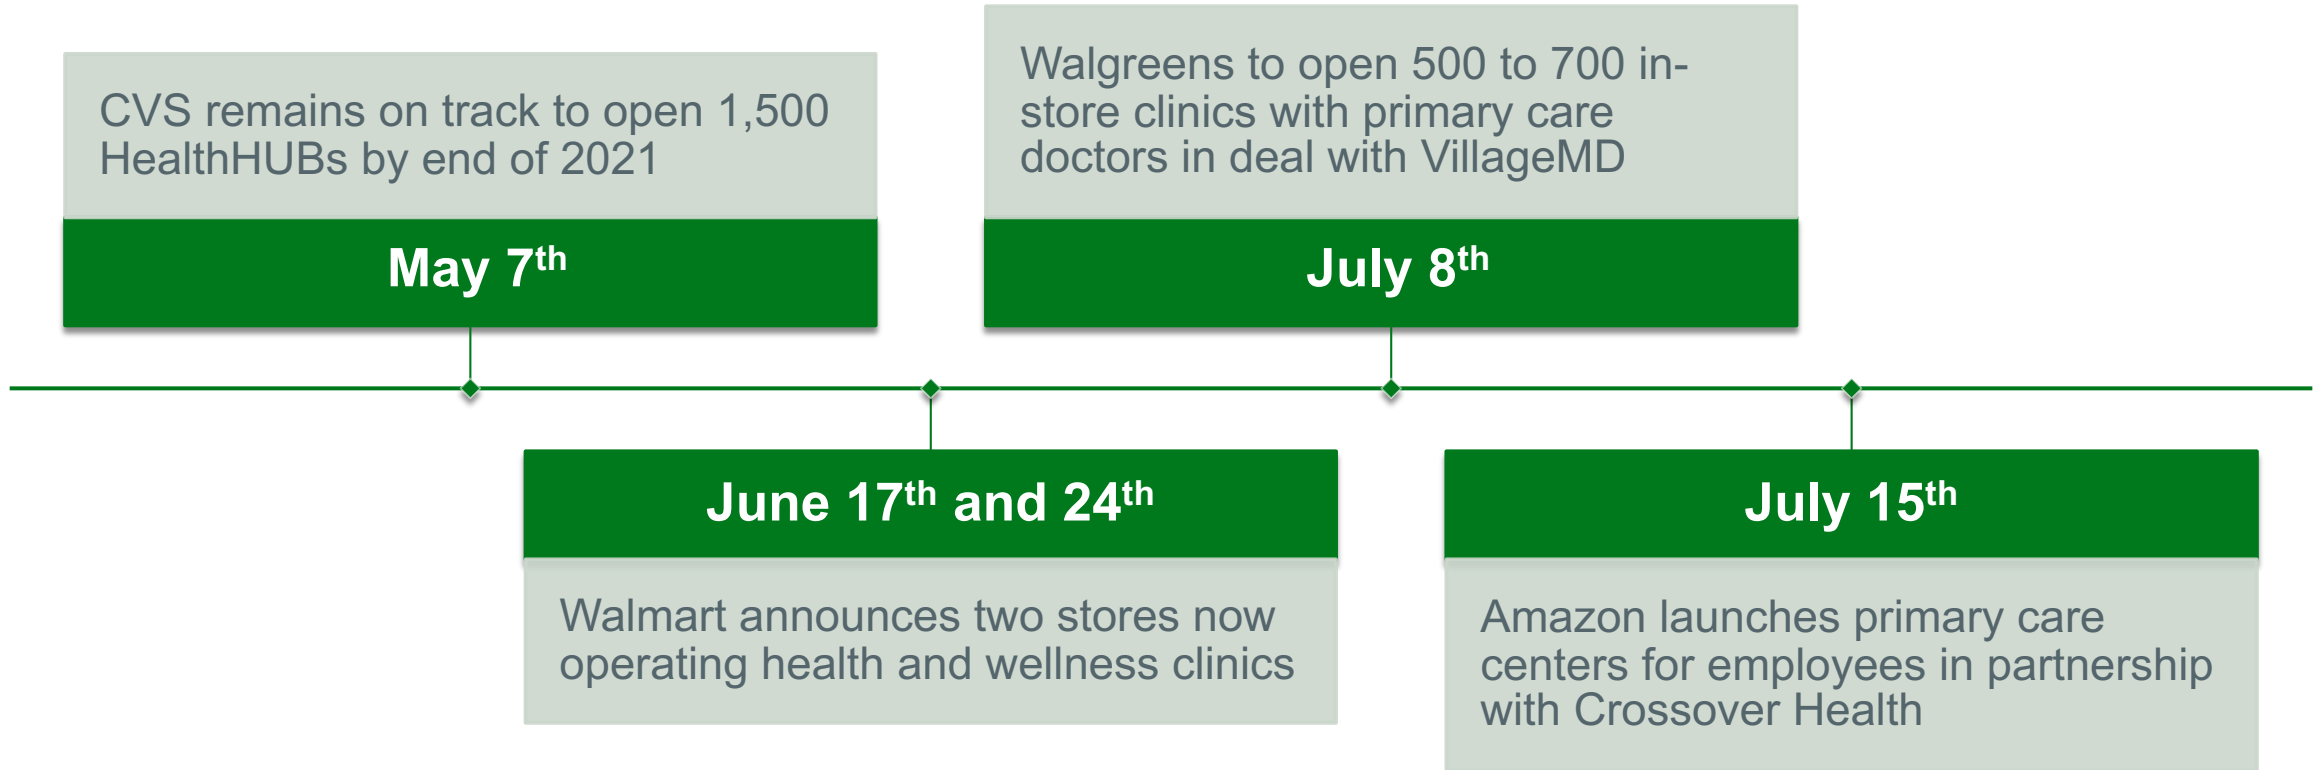 CVS remains on track to open 1,500
HealthHUBs by end of 2021
May 7th
June 17th and 24th
Walmart announces two stores now
operating health and wellness clinics
Walgreens to open 500 to 700 in-
store clinics with primary care
doctors in deal with VillageMD
July 8th
July 15th
Amazon launches primary care
centers for employees in partnership
with Crossover Health